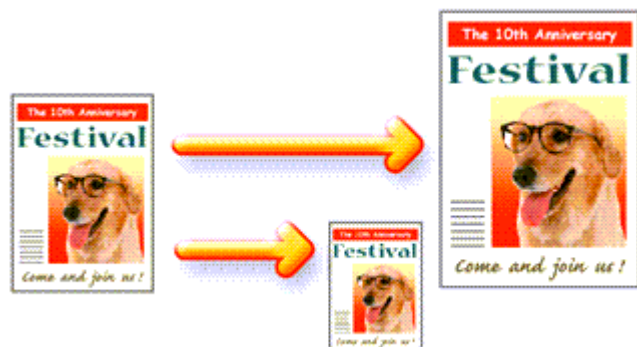 The 10th Anniversary
Festival
Come and join us!
The 10th Anniversary
Festival
Come and join us!
The 10th Anniversary
Festival
Come and join us!